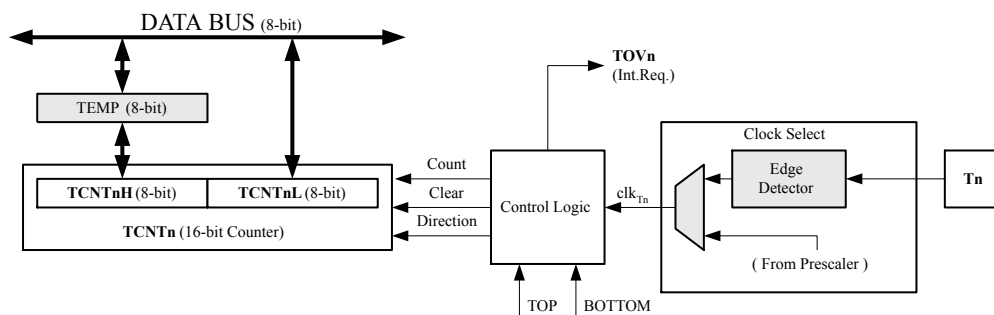 DATA BUS (8-bit)
TOVn
(Int.Req.)
TEMP (8-bit)
Clock Select
Count
Edge
Detector
Tn
TCNTnH (8-bit) TCNTnL (8-bit)
Clear
Control Logic
clkTn
Direction
TCNTn (16-bit Counter)
( From Prescaler )
TOP
BOTTOM